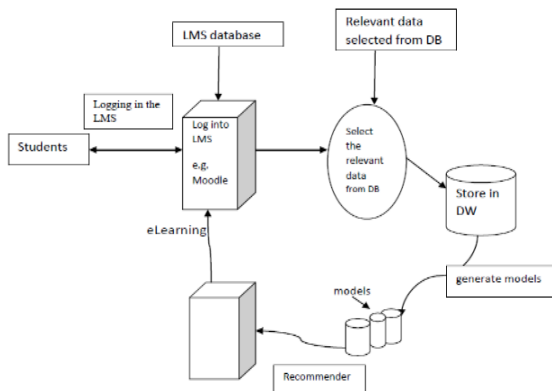 LMS database
Relevant data
selected from DB
Logging in the
LMS
Students
Log into
LMS
e.g.
Moodle
Select
the
relevant
data
from DB
Store in
DW
eLearning
generate models
models
Recommender